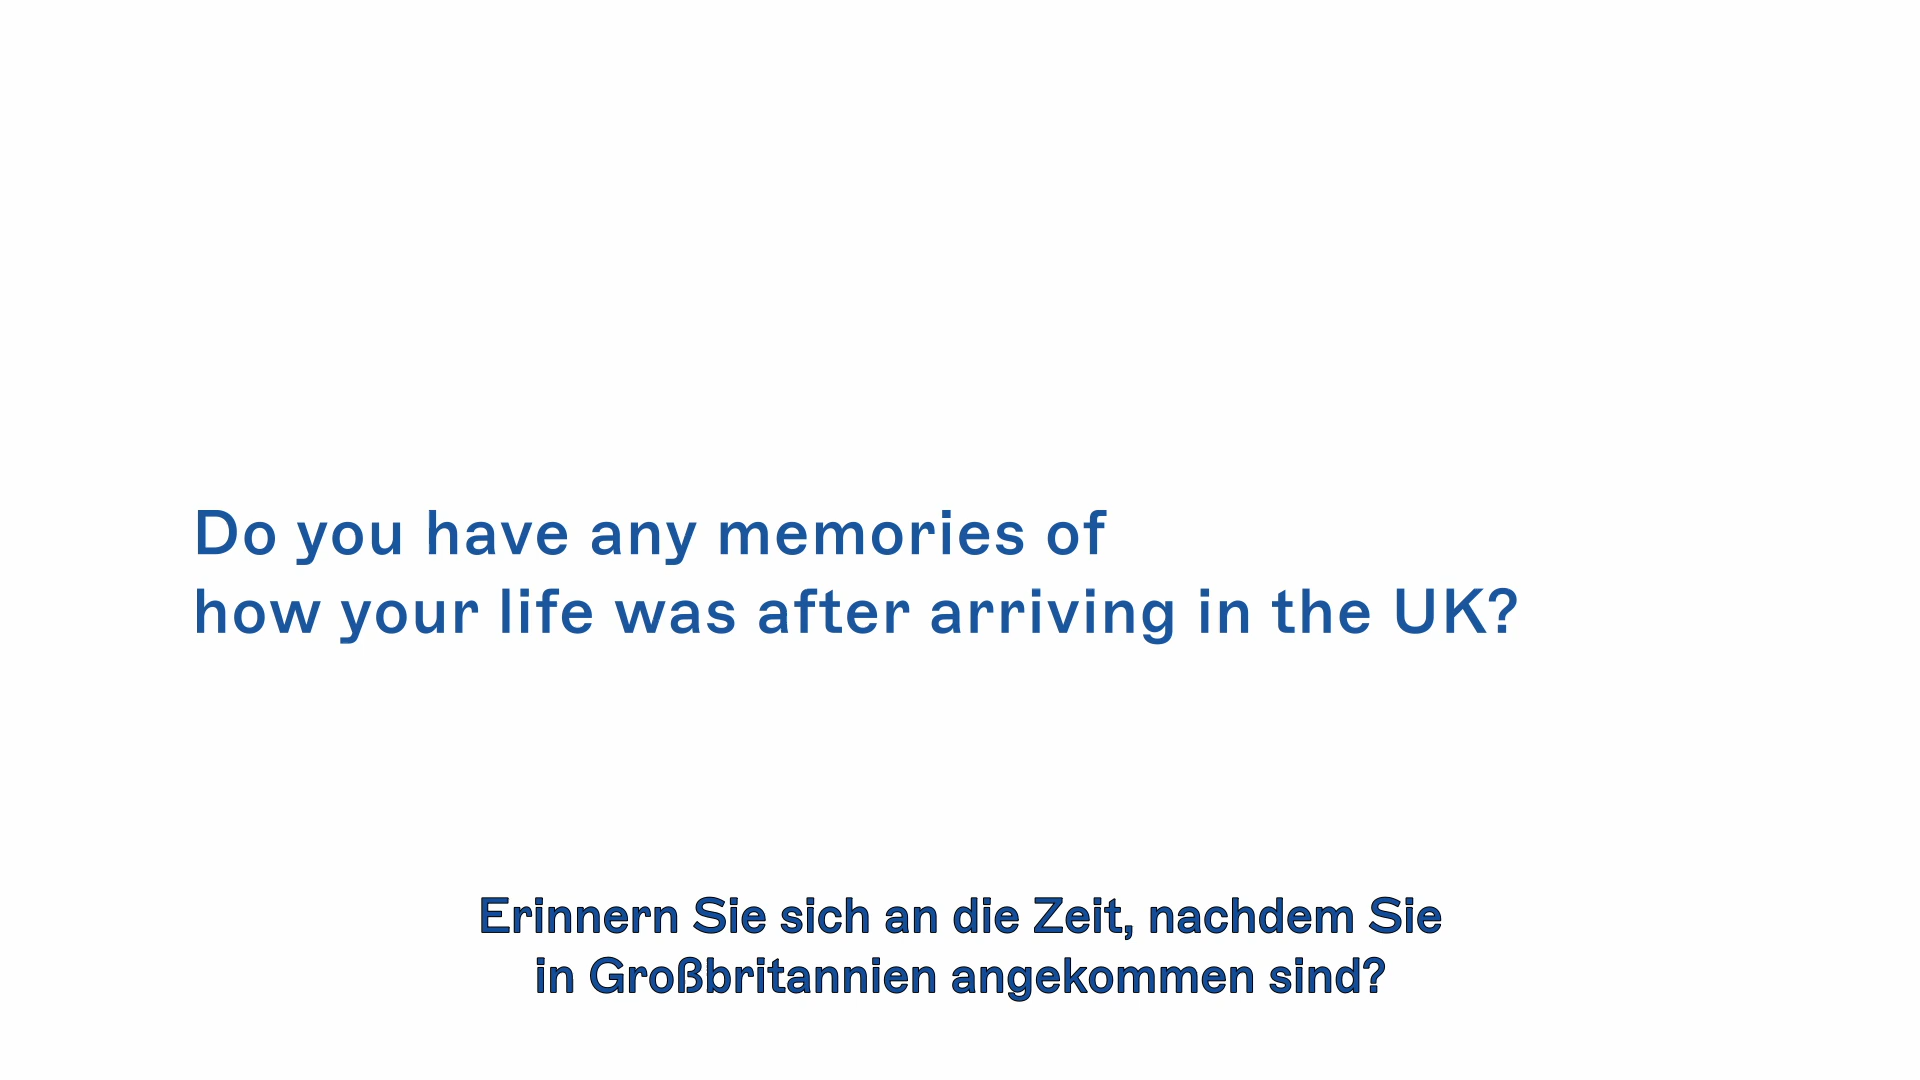 Do you have any memories of
how your life was after arriving in the UK?
Erinnern Sie sich an die Zeit, nachdem Sie
in Großbritannien angekommen sind?